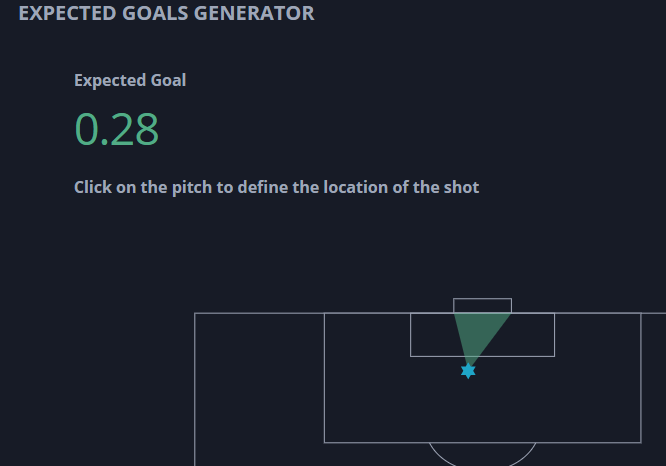 EXPECTED GOALS GENERATOR
Expected Goal
0.28
Click on the pitch to define the location of the shot